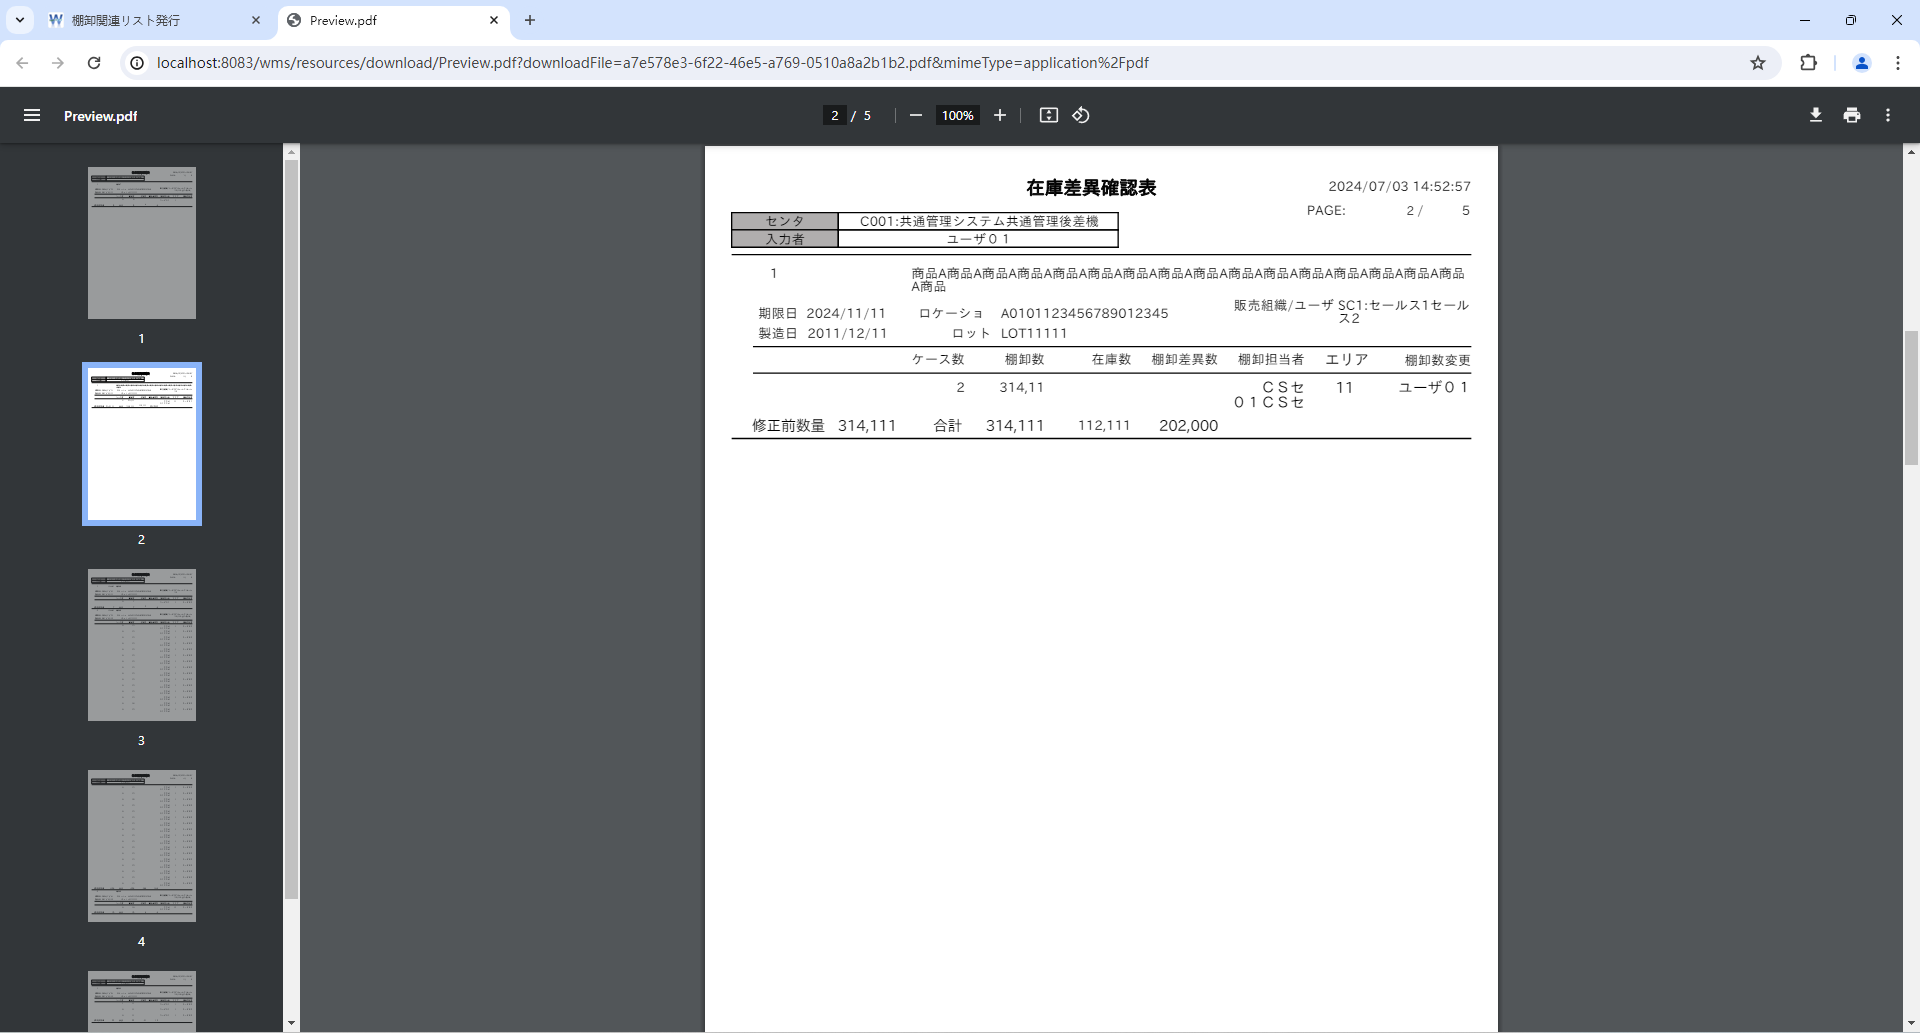 棚卸関連リスト発行
Preview.pdf
localhost:8083/wms/resources/download/Preview.pdf?downloadFile=a7e578e3-6f22-46e5-a769-0510a8a2b1b2.pdf&mimeType=application%2Fpdf
Preview.pdf
2 / 5
100%
1
2
3
4
在庫差異確認表
2024/07/03 14:52:57
PAGE: 2 / 5
センタ C001:共通管理システム共通管理後差機
入力者 ユーザ０１
1 商品A商品A商品A商品A商品A商品A商品A商品A商品A商品A商品A商品A商品A商品A商品A商品
A商品
販売組織/ユーザ SC1:セールス1セール
ス2
期限日 2024/11/11 ロケーショ A0101123456789012345
製造日 2011/12/11 ロット LOT11111
ケース数 棚卸数 在庫数 棚卸差異数 棚卸担当者 エリア 棚卸数変更
2 314,11 ＣＳセ 11 ユーザ０１
０１ＣＳセ
修正前数量 314,111 合計 314,111 112,111 202,000